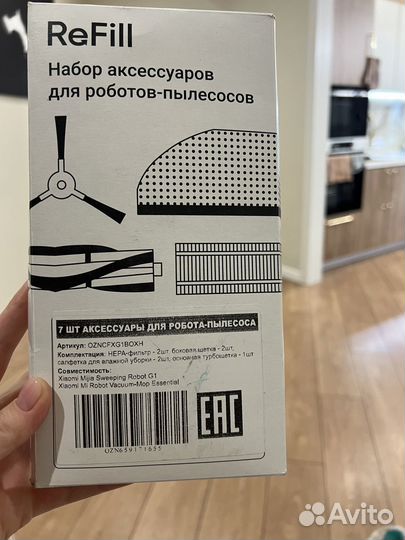 ReFill
Набор аксессуаров
для роботов-пылесосов
7 ШТ АКСЕССУАРЫ ДЛЯ РОБОТА-ПЫЛЕСОСА
Артикул: OZNCFXG1BOXH
Комплектация: HEPA-фильтр - 2шт, боковая щетка - 2шт,
салфетка для влажной уборки - 2шт, основная турбощетка - 1шт
Совместимость:
Xiaomi Mijia Sweeping Robot G1
Xiaomi Mi Robot Vacuum-Mop Essential
EAC
OZN659171655
Avito